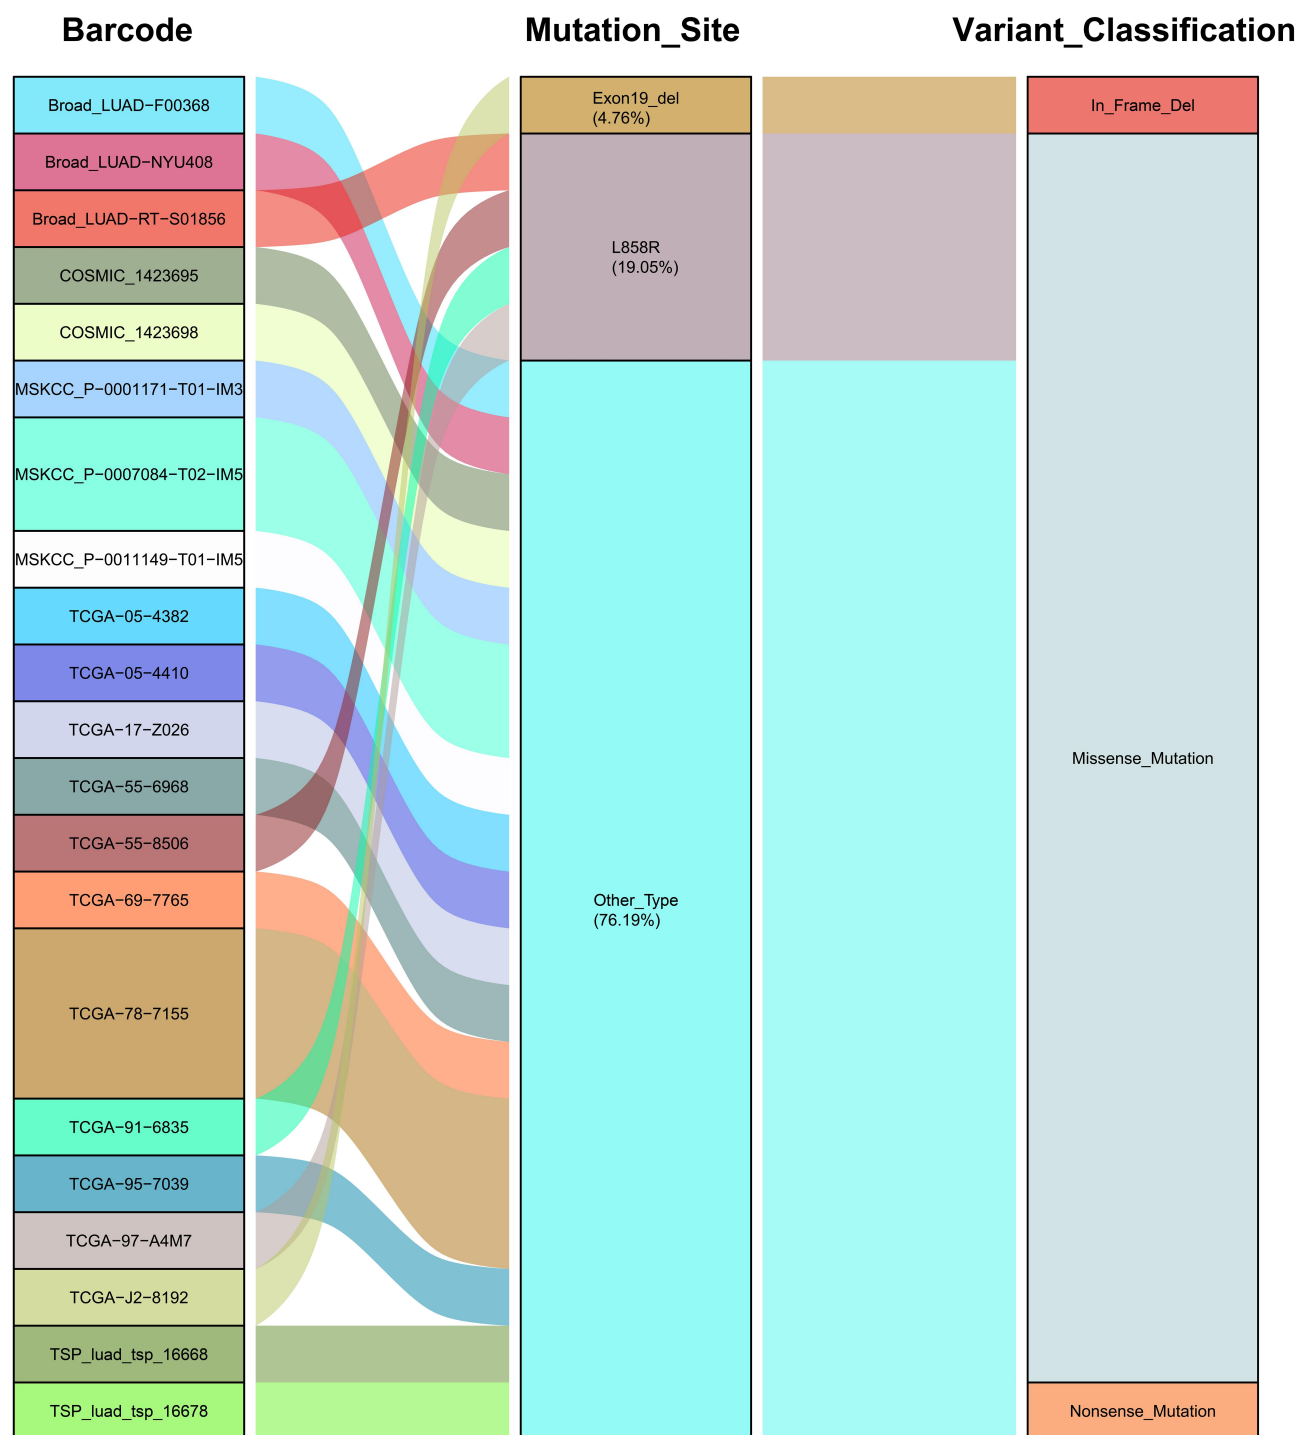 Barcode
Mutation_Site
Variant_Classification
Broad_LUAD−F00368
Broad_LUAD−NYU408
Broad_LUAD−RT−S01856
COSMIC_1423695
COSMIC_1423698
MSKCC_P−0001171−T01−IM3
MSKCC_P−0007084−T02−IM5
MSKCC_P−0011149−T01−IM5
TCGA−05−4382
TCGA−05−4410
TCGA−17−Z026
TCGA−55−6968
TCGA−55−8506
TCGA−69−7765
TCGA−78−7155
TCGA−91−6835
TCGA−95−7039
TCGA−97−A4M7
TCGA−J2−8192
TSP_luad_tsp_16668
TSP_luad_tsp_16678
Exon19_del
(4.76%)
L858R
(19.05%)
Other_Type
(76.19%)
In_Frame_Del
Missense_Mutation
Nonsense_Mutation